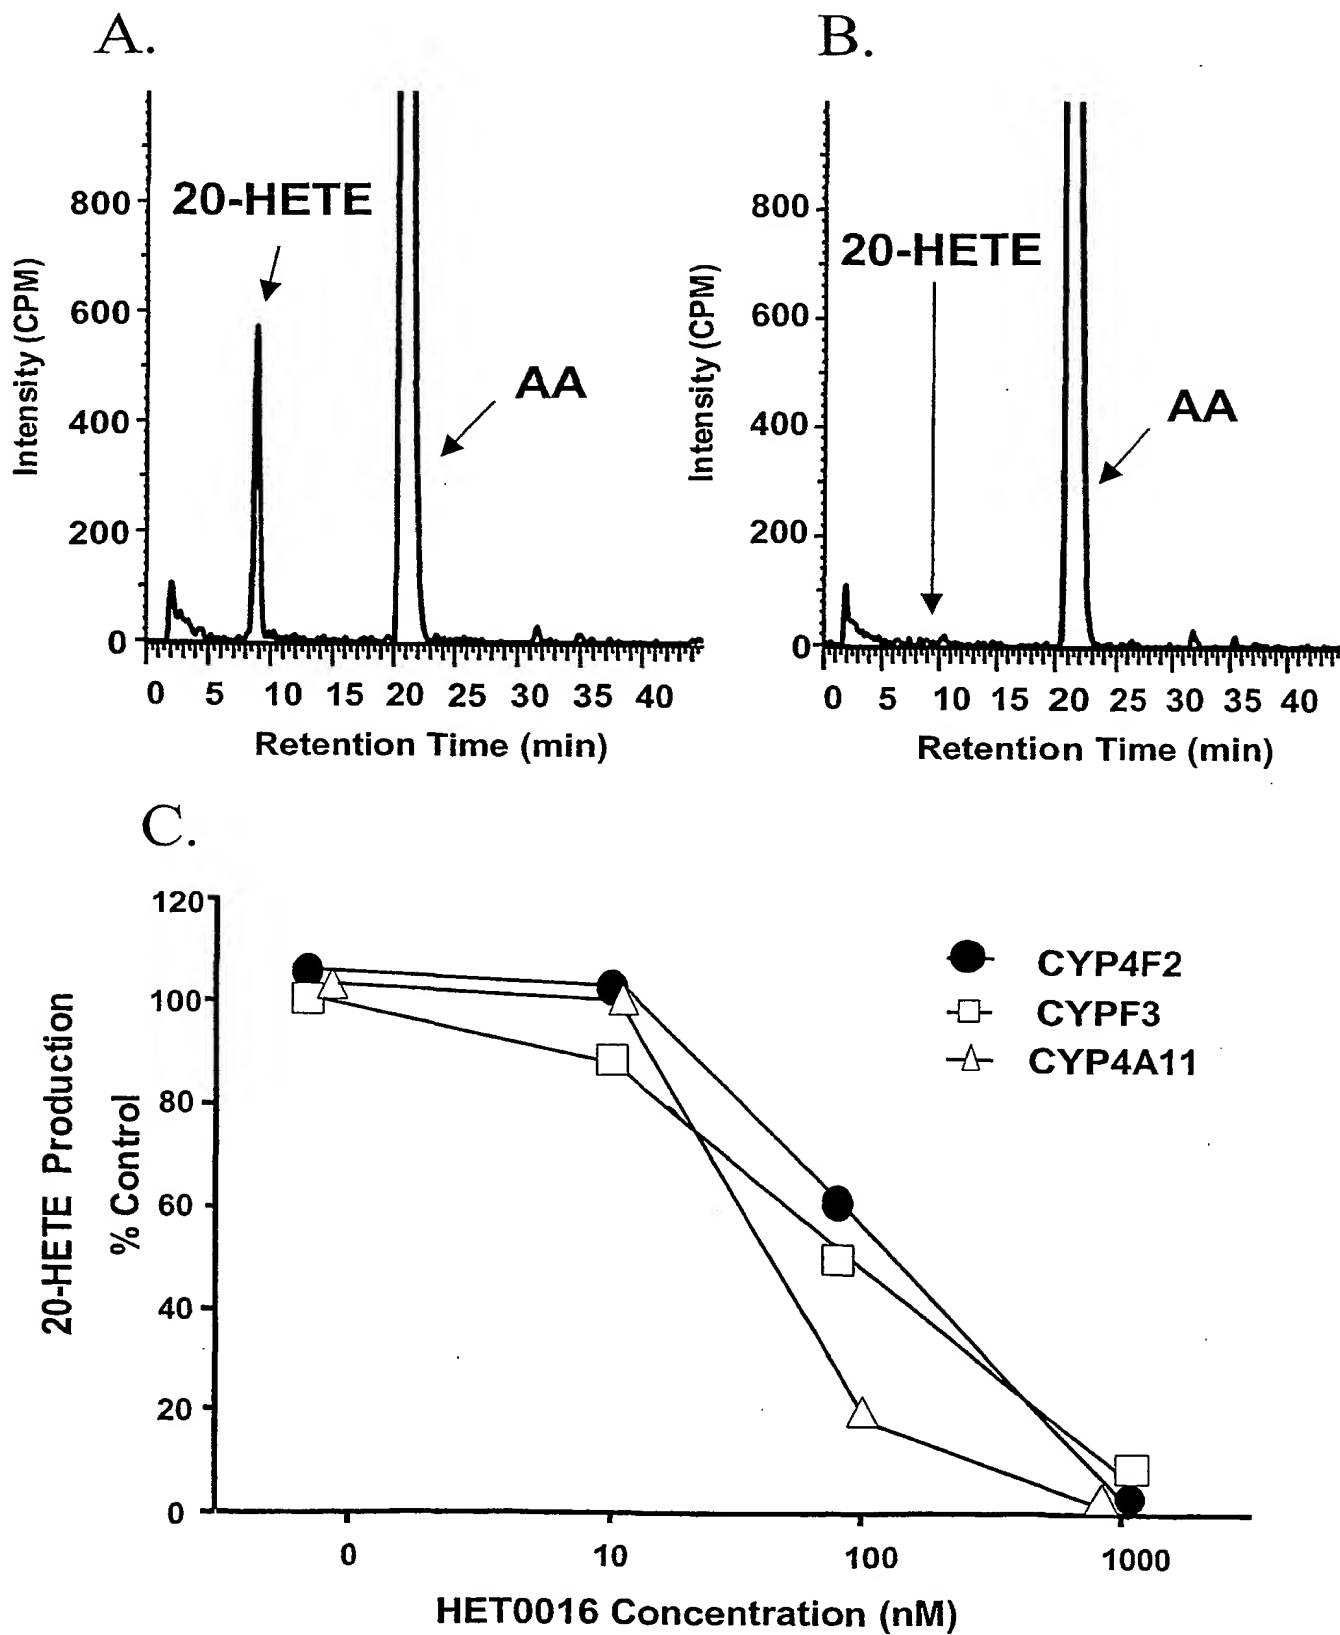 A.
800
600
400
200
0
Intensity (CPM)
20-HETE
AA
0 5 10 15 20 25 30 35 40
Retention Time (min)
B.
800
600
400
200
0
Intensity (CPM)
20-HETE
AA
0 5 10 15 20 25 30 35 40
Retention Time (min)
C.
120
100
80
60
40
20
0
20-HETE Production
% Control
CYP4F2
CYPF3
CYP4A11
0 10 100 1000
HET0016 Concentration (nM)